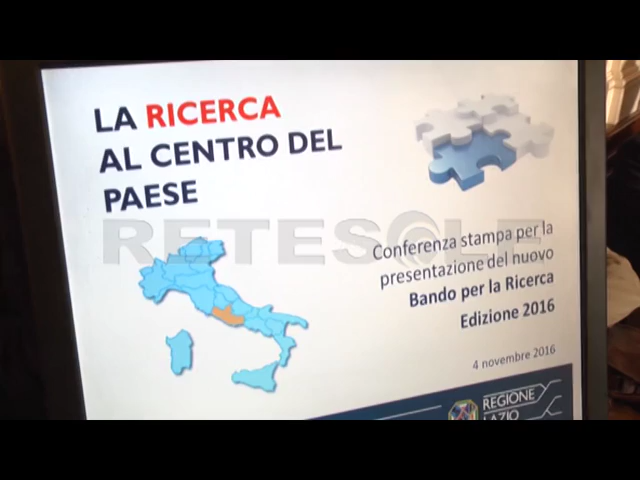 LA RICERCA
AL CENTRO DEL
PAESE
RETESOLE
Conferenza stampa per la
presentazione del nuovo
Bando per la Ricerca
Edizione 2016
4 novembre 2016
REGIONE
LAZIO